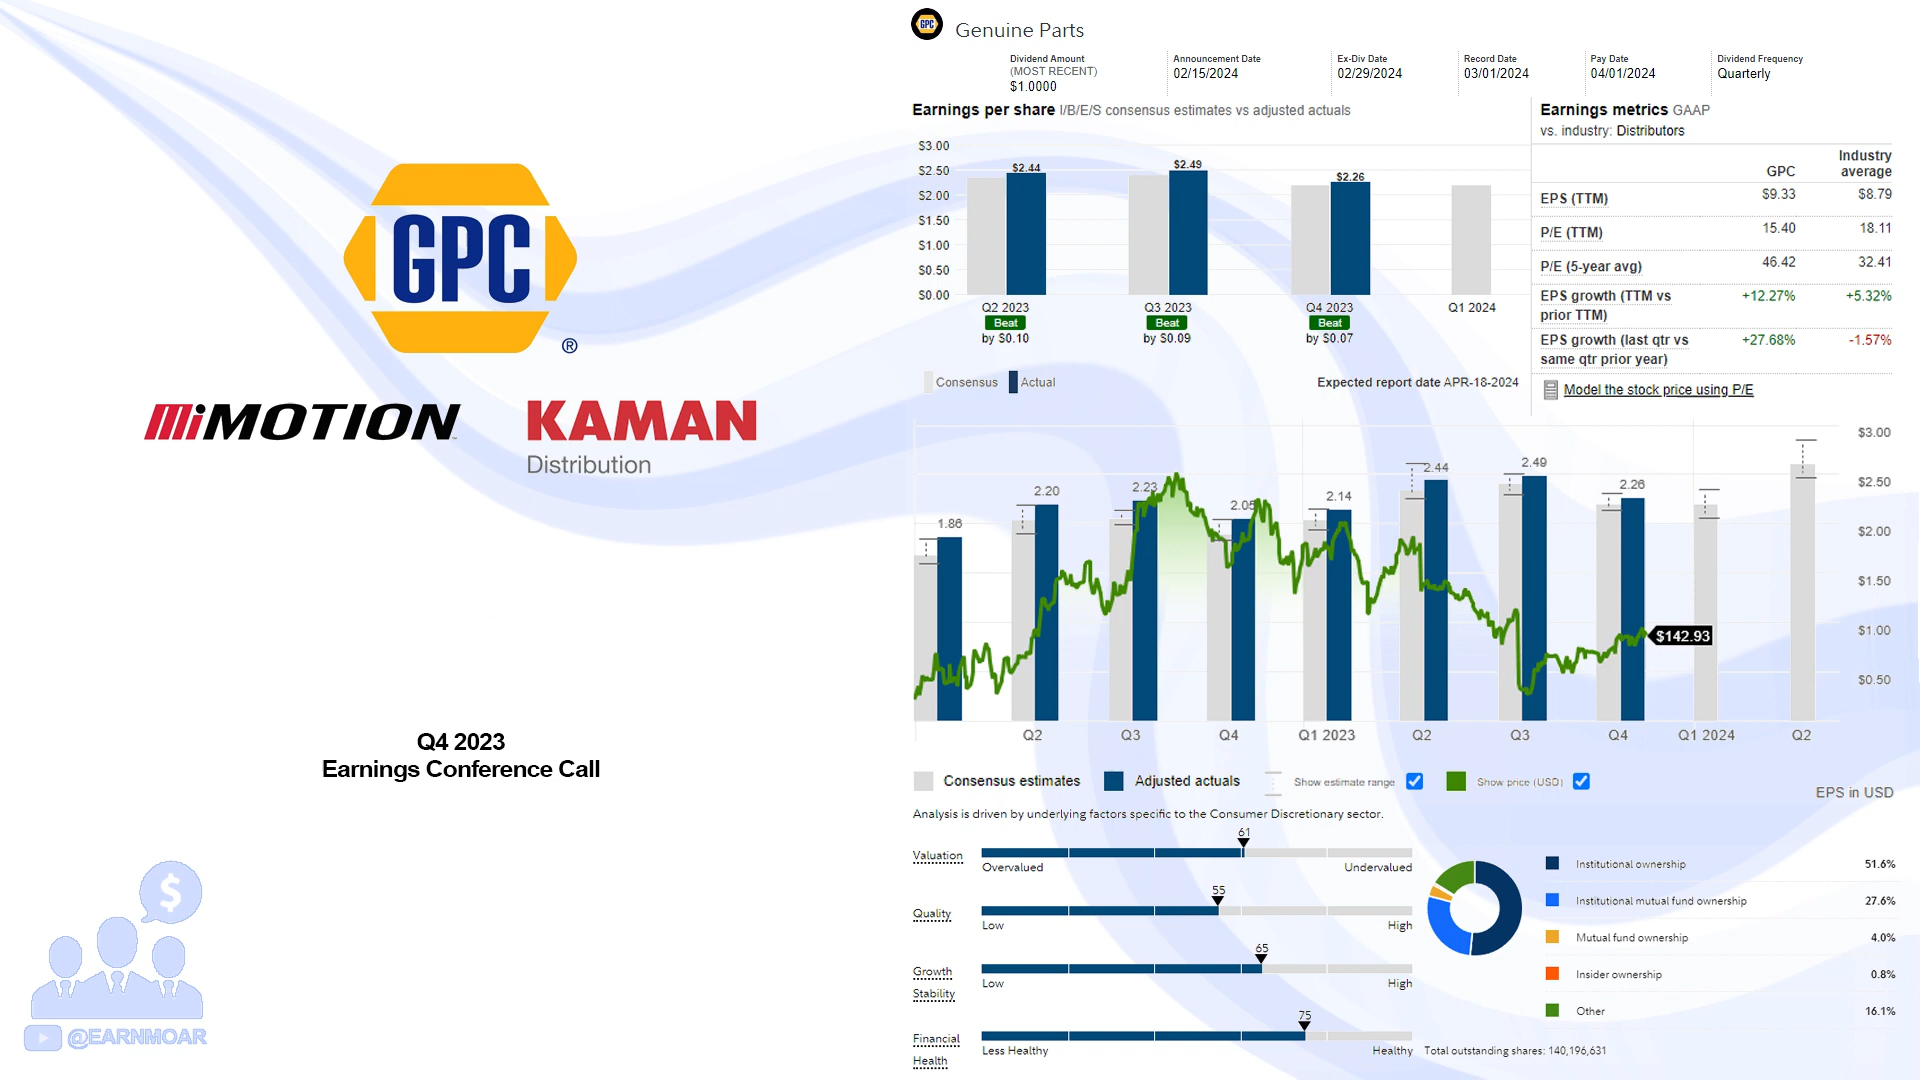 GPC
®
MiMOTION
KAMAN
Distribution
Q4 2023
Earnings Conference Call
$
@EARNMOAR
GPC
Genuine Parts
Dividend Amount
(MOST RECENT)
$1.0000
Announcement Date
02/15/2024
Ex-Div Date
02/29/2024
Record Date
03/01/2024
Pay Date
04/01/2024
Dividend Frequency
Quarterly
Earnings per share I/B/E/S consensus estimates vs adjusted actuals
$3.00
$2.50
$2.00
$1.50
$1.00
$0.50
$0.00
$2.44
$2.49
$2.26
Q2 2023
Beat
by $0.10
Q3 2023
Beat
by $0.09
Q4 2023
Beat
by $0.07
Q1 2024
Consensus Actual
Expected report date APR-18-2024
Earnings metrics GAAP
vs. industry: Distributors
GPC Industry average
EPS (TTM) $9.33 $8.79
P/E (TTM) 15.40 18.11
P/E (5-year avg) 46.42 32.41
EPS growth (TTM vs prior TTM) +12.27% +5.32%
EPS growth (last qtr vs same qtr prior year) +27.68% -1.57%
Model the stock price using P/E
1.86
2.20
2.23
2.05
2.14
2.44
2.49
2.26
$142.93
$3.00
$2.50
$2.00
$1.50
$1.00
$0.50
Q2 Q3 Q4 Q1 2023 Q2 Q3 Q4 Q1 2024 Q2
Consensus estimates Adjusted actuals Show estimate range Show price (USD)
EPS in USD
Analysis is driven by underlying factors specific to the Consumer Discretionary sector.
Valuation
61
Overvalued Undervalued
Quality
55
Low High
Growth Stability
65
Low High
Financial Health
75
Less Healthy Healthy
Institutional ownership 51.6%
Institutional mutual fund ownership 27.6%
Mutual fund ownership 4.0%
Insider ownership 0.8%
Other 16.1%
Total outstanding shares: 140,196,631